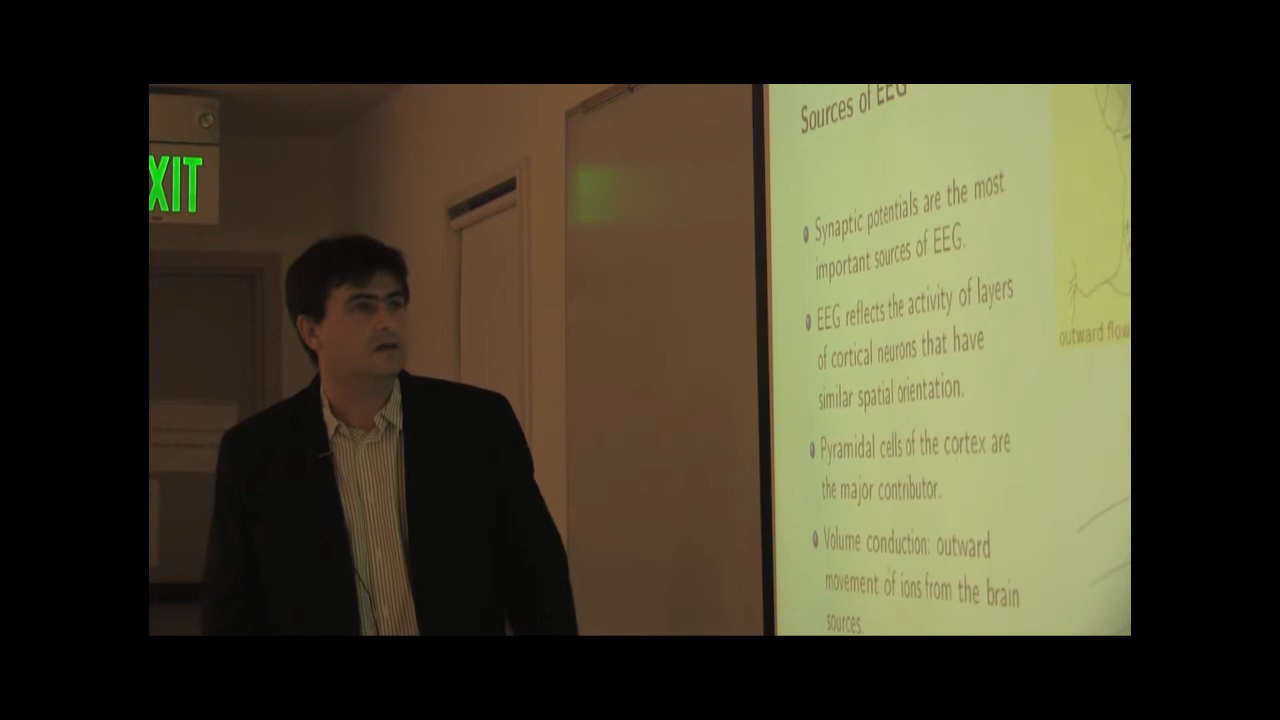 XIT
Sources of EEG
Synaptic potentials are the most
important sources of EEG.
EEG reflects the activity of layers
of cortical neurons that have
similar spatial orientation.
Pyramidal cells of the cortex are
the major contributor.
Volume conduction: outward
movement of ions from the brain
sources.
outward flow